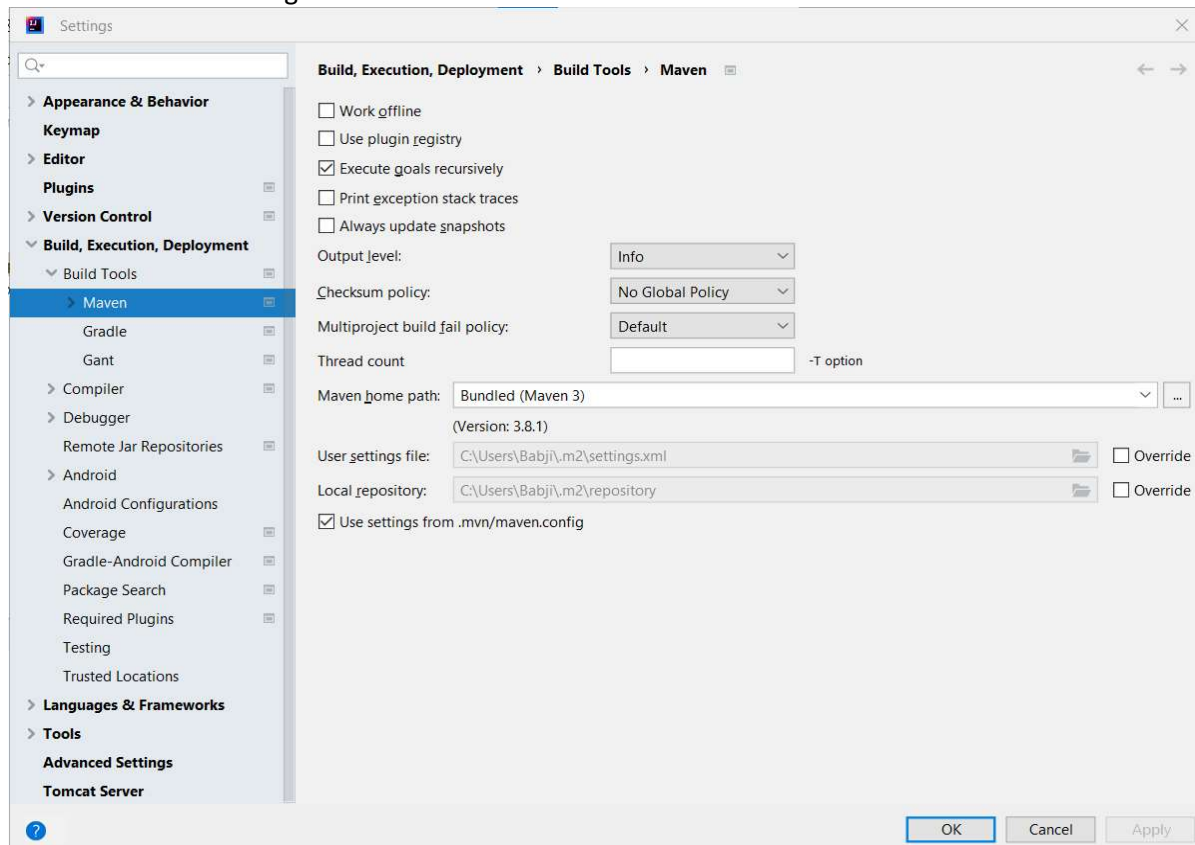 Settings
Build, Execution, Deployment › Build Tools › Maven
Appearance & Behavior
Keymap
Editor
Plugins
Version Control
Build, Execution, Deployment
Build Tools
Maven
Gradle
Gant
Compiler
Debugger
Remote Jar Repositories
Android
Android Configurations
Coverage
Gradle-Android Compiler
Package Search
Required Plugins
Testing
Trusted Locations
Languages & Frameworks
Tools
Advanced Settings
Tomcat Server
Work offline
Use plugin registry
Execute goals recursively
Print exception stack traces
Always update snapshots
Output level: Info
Checksum policy: No Global Policy
Multiproject build fail policy: Default
Thread count -T option
Maven home path: Bundled (Maven 3) ...
(Version: 3.8.1)
User settings file: C:\Users\Babji\.m2\settings.xml Override
Local repository: C:\Users\Babji\.m2\repository Override
Use settings from .mvn/maven.config
? OK Cancel Apply